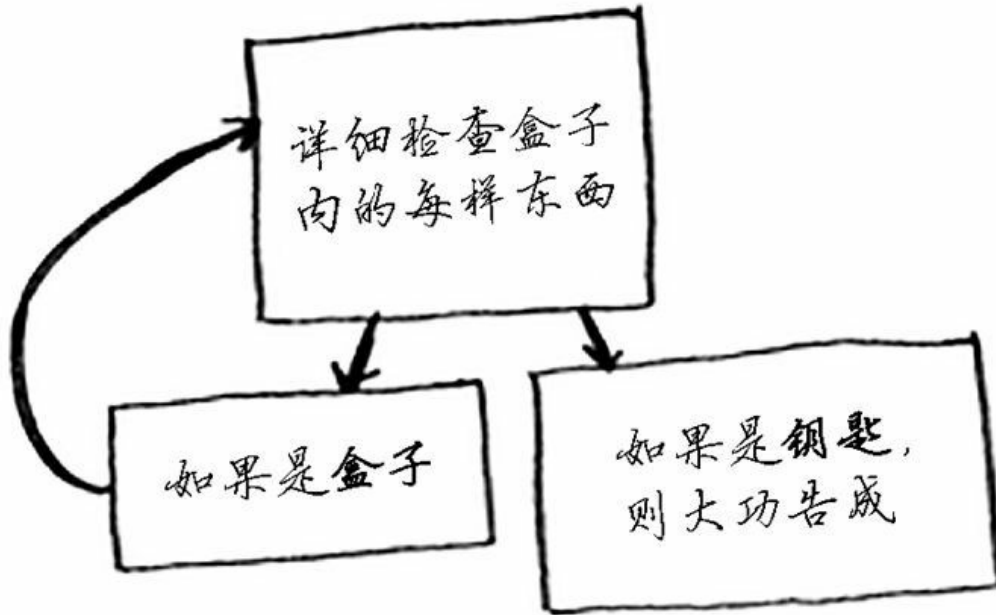 详细检查盒子
内的每样东西
如果是盒子
如果是钥匙,
则大功告成